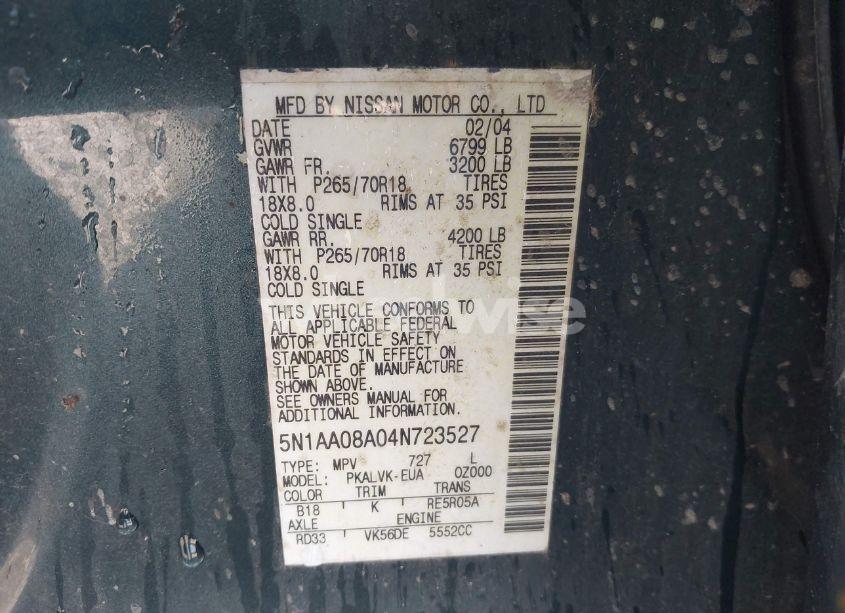 MFD BY NISSAN MOTOR CO., LTD
DATE 02/04
GVWR 6799 LB
GAWR FR. 3200 LB
WITH P265/70R18 TIRES
18X8.0 RIMS AT 35 PSI
COLD SINGLE
GAWR RR. 4200 LB
WITH P265/70R18 TIRES
18X8.0 RIMS AT 35 PSI
COLD SINGLE
THIS VEHICLE CONFORMS TO
ALL APPLICABLE FEDERAL
MOTOR VEHICLE SAFETY
STANDARDS IN EFFECT ON
THE DATE OF MANUFACTURE
SHOWN ABOVE.
SEE OWNERS MANUAL FOR
ADDITIONAL INFORMATION.
5N1AA08A04N723527
TYPE: MPV 727 L
MODEL: PKALVK-EUA 0Z000
COLOR TRIM TRANS
B18 K RE5R05A
AXLE ENGINE
RD33 VK56DE 5552CC